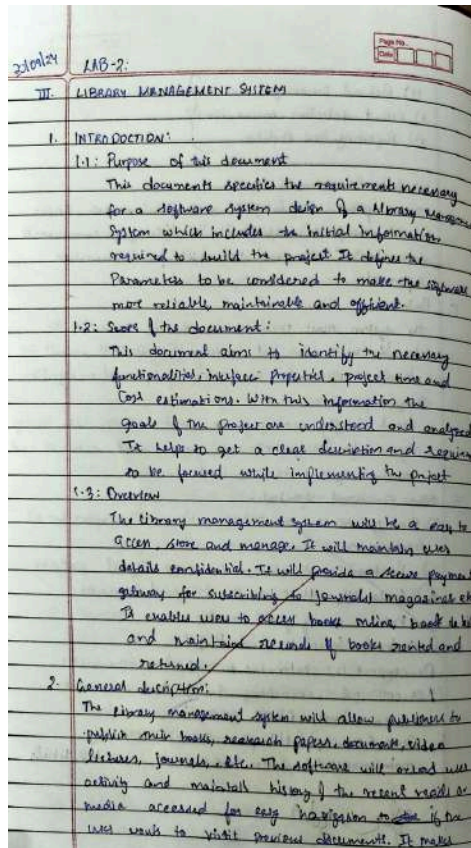 Page No.
Date
30/09/24 LAB-2:
III. LIBRARY MANAGEMENT SYSTEM
1. INTRODUCTION:
1.1: Purpose of this document
This documents specifies the requirements necessary
for a software system design of a Library Manage
System which includes the initial information
required to build the project. It defines the
Parameters to be considered to make the software
more reliable, maintainable and efficient.
1.2: Scope of the document:
This document aims to identify the necessary
functionalities, interface properties, project time and
Cost estimations. With this information the
goals of the project are understood and analyzed
It helps to get a clear description and require
to be focused while implementing the project
1.3: Overview
The library management system will be a easy to
access, store and manage. It will maintain user
details confidential. It will provide a secure payment
gateway for subscribing to journals magazines etc
It enables users to access books online, book
and maintains records of books rented and
returned.
2. General description:
The library management system will allow publishers to
publish their books, research papers, documents, video
lectures, journals, etc. The software will user
activity and maintain history of the recent reads or
media accessed for easy navigation to if the
user wants to visit previous documents. It makes